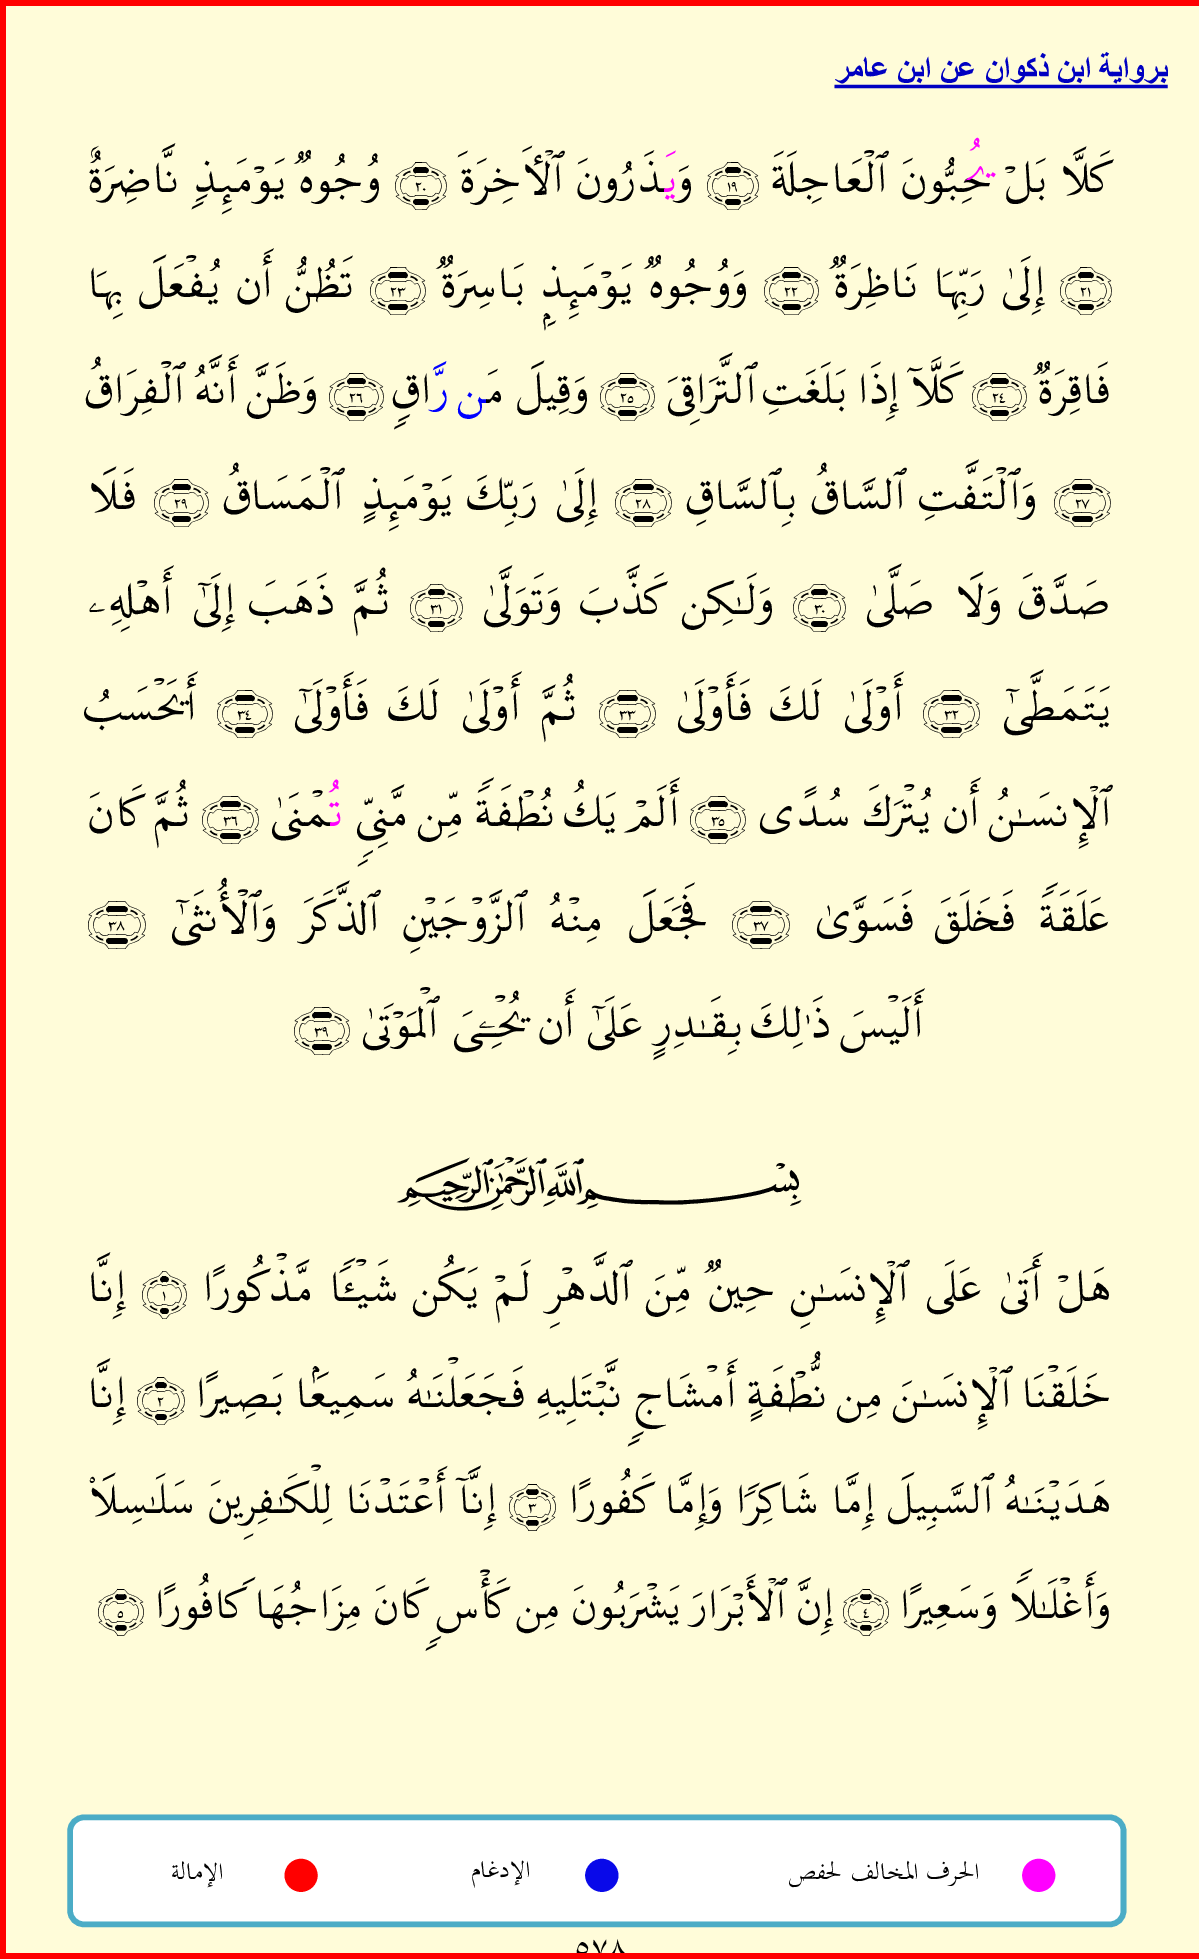 برواية ابن ذكوان عن ابن عامر
كَلَّا بَلۡ يُحِبُّونَ ٱلۡعَاجِلَةَ ١٩ وَيَذَرُونَ ٱلۡأٓخِرَةَ ٢٠ وُجُوهٞ يَوۡمَئِذٖ نَّاضِرَةٌ
٢١ إِلَىٰ رَبِّهَا نَاظِرَةٞ ٢٢ وَوُجُوهٞ يَوۡمَئِذِۭ بَاسِرَةٞ ٢٣ تَظُنُّ أَن يُفۡعَلَ بِهَا
فَاقِرَةٞ ٢٤ كَلَّآ إِذَا بَلَغَتِ ٱلتَّرَاقِيَ ٢٥ وَقِيلَ مَن رَّاقٖ ٢٦ وَظَنَّ أَنَّهُ ٱلۡفِرَاقُ
٢٧ وَٱلۡتَفَّتِ ٱلسَّاقُ بِٱلسَّاقِ ٢٨ إِلَىٰ رَبِّكَ يَوۡمَئِذٍ ٱلۡمَسَاقُ ٢٩ فَلَا
صَدَّقَ وَلَا صَلَّىٰ ٣٠ وَلَٰكِن كَذَّبَ وَتَوَلَّىٰ ٣١ ثُمَّ ذَهَبَ إِلَىٰٓ أَهۡلِهِۦ
يَتَمَطَّىٰٓ ٣٢ أَوۡلَىٰ لَكَ فَأَوۡلَىٰ ٣٣ ثُمَّ أَوۡلَىٰ لَكَ فَأَوۡلَىٰٓ ٣٤ أَيَحۡسَبُ
ٱلۡإِنسَٰنُ أَن يُتۡرَكَ سُدًى ٣٥ أَلَمۡ يَكُ نُطۡفَةٗ مِّن مَّنِيّٖ تُمۡنَىٰ ٣٦ ثُمَّ كَانَ
عَلَقَةٗ فَخَلَقَ فَسَوَّىٰ ٣٧ فَجَعَلَ مِنۡهُ ٱلزَّوۡجَيۡنِ ٱلذَّكَرَ وَٱلۡأُنثَىٰٓ ٣٨
أَلَيۡسَ ذَٰلِكَ بِقَٰدِرٍ عَلَىٰٓ أَن يُحۡـِۧيَ ٱلۡمَوۡتَىٰ ٣٩
بِسۡمِ ٱللَّهِ ٱلرَّحۡمَٰنِ ٱلرَّحِيمِ
هَلۡ أَتَىٰ عَلَى ٱلۡإِنسَٰنِ حِينٞ مِّنَ ٱلدَّهۡرِ لَمۡ يَكُن شَيۡـٔٗا مَّذۡكُورًا ١ إِنَّا
خَلَقۡنَا ٱلۡإِنسَٰنَ مِن نُّطۡفَةٍ أَمۡشَاجٖ نَّبۡتَلِيهِ فَجَعَلۡنَٰهُ سَمِيعَۢا بَصِيرًا ٢ إِنَّا
هَدَيۡنَٰهُ ٱلسَّبِيلَ إِمَّا شَاكِرٗا وَإِمَّا كَفُورًا ٣ إِنَّآ أَعۡتَدۡنَا لِلۡكَٰفِرِينَ سَلَٰسِلَاْ
وَأَغۡلَٰلٗا وَسَعِيرًا ٤ إِنَّ ٱلۡأَبۡرَارَ يَشۡرَبُونَ مِن كَأۡسٖ كَانَ مِزَاجُهَا كَافُورًا ٥
الحرف المخالف لحفص الإدغام الإمالة
٥٧٨